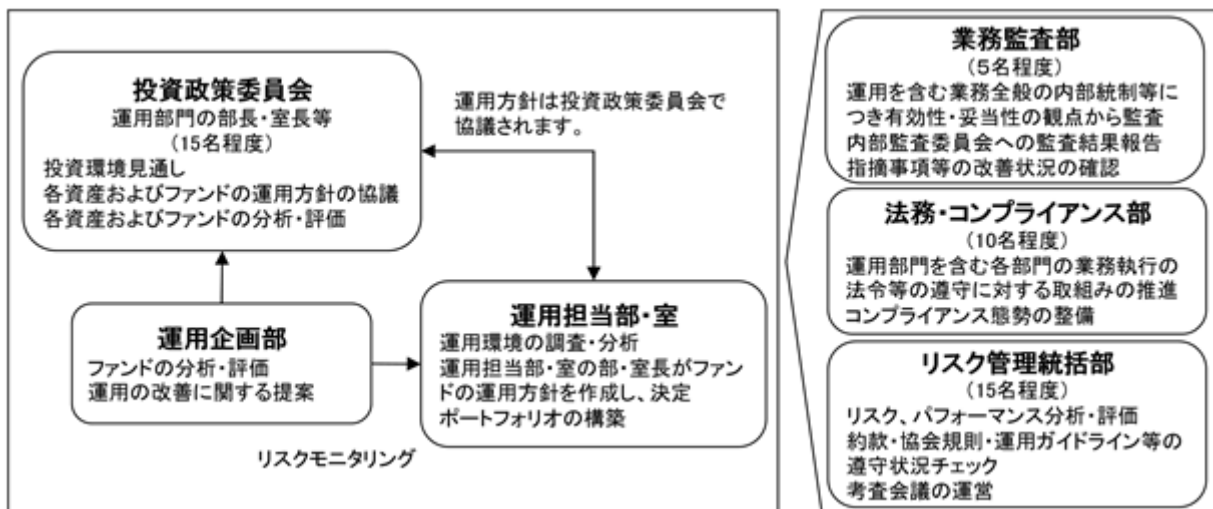 投資政策委員会
運用部門の部長・室長等
(15名程度)
投資環境見通し
各資産およびファンドの運用方針の協議
各資産およびファンドの分析・評価
運用方針は投資政策委員会で
協議されます。
運用企画部
ファンドの分析・評価
運用の改善に関する提案
運用担当部・室
運用環境の調査・分析
運用担当部・室の部・室長がファン
ドの運用方針を作成し、決定
ポートフォリオの構築
リスクモニタリング
業務監査部
(5名程度)
運用を含む業務全般の内部統制等に
つき有効性・妥当性の観点から監査
内部監査委員会への監査結果報告
指摘事項等の改善状況の確認
法務・コンプライアンス部
(10名程度)
運用部門を含む各部門の業務執行の
法令等の遵守に対する取組みの推進
コンプライアンス態勢の整備
リスク管理統括部
(15名程度)
リスク、パフォーマンス分析・評価
約款・協会規則・運用ガイドライン等の
遵守状況チェック
考査会議の運営